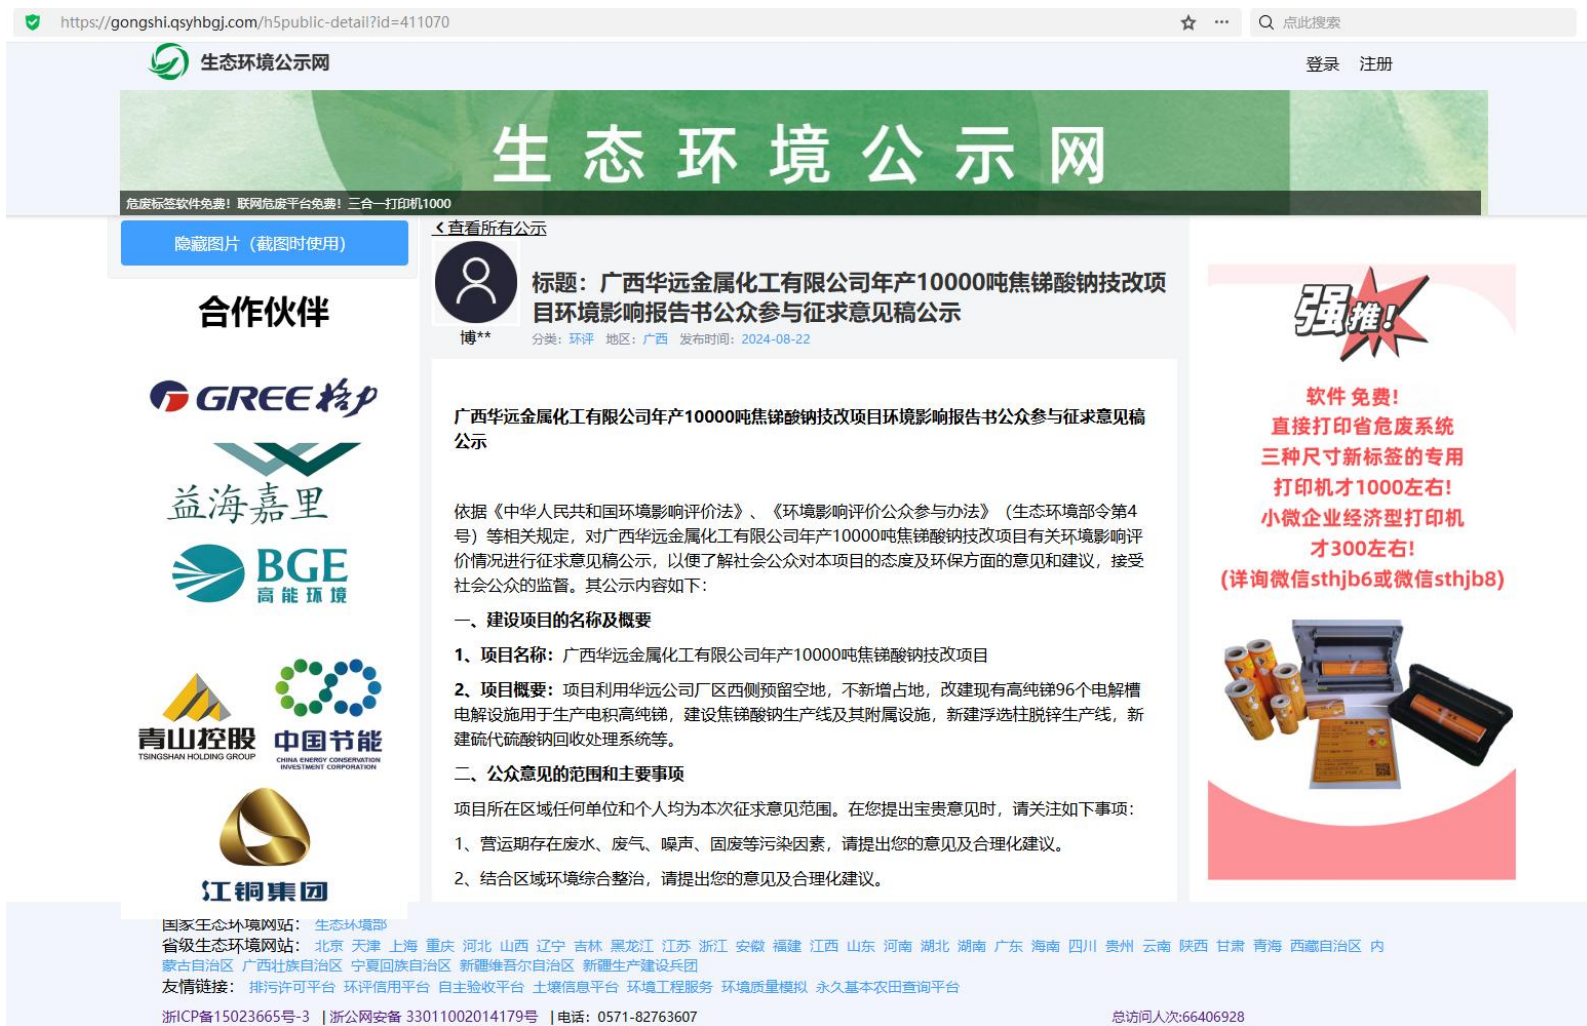 https://gongshi.qsyhbgj.com/h5public-detail?id=411070
点此搜索
生态环境公示网
登录 注册
生态环境公示网
危废标签软件免费！联网危废平台免费！三合一打印机1000
隐藏图片（截图时使用）
合作伙伴
GREE格力
益海嘉里
BGE
高能环境
青山控股
TSINGSHAN HOLDING GROUP
中国节能
CHINA ENERGY CONSERVATION
INVESTMENT CORPORATION
江铜集团
查看所有公示
博**
标题：广西华远金属化工有限公司年产10000吨焦锑酸钠技改项
目环境影响报告书公众参与征求意见稿公示
分类：环评 地区：广西 发布时间：2024-08-22
广西华远金属化工有限公司年产10000吨焦锑酸钠技改项目环境影响报告书公众参与征求意见稿
公示
依据《中华人民共和国环境影响评价法》、《环境影响评价公众参与办法》（生态环境部令第4
号）等相关规定，对广西华远金属化工有限公司年产10000吨焦锑酸钠技改项目有关环境影响评
价情况进行征求意见稿公示，以便了解社会公众对本项目的态度及环保方面的意见和建议，接受
社会公众的监督。其公示内容如下：
一、建设项目的名称及概要
1、项目名称：广西华远金属化工有限公司年产10000吨焦锑酸钠技改项目
2、项目概要：项目利用华远公司厂区西侧预留空地，不新增占地，改建现有高纯锑96个电解槽
电解设施用于生产电积高纯锑，建设焦锑酸钠生产线及其附属设施，新建浮选柱脱锌生产线，新
建硫代硫酸钠回收处理系统等。
二、公众意见的范围和主要事项
项目所在区域任何单位和个人均为本次征求意见范围。在您提出宝贵意见时，请关注如下事项：
1、营运期存在废水、废气、噪声、固废等污染因素，请提出您的意见及合理化建议。
2、结合区域环境综合整治，请提出您的意见及合理化建议。
强推！
软件 免费！
直接打印省危废系统
三种尺寸新标签的专用
打印机才1000左右！
小微企业经济型打印机
才300左右！
(详询微信sthjb6或微信sthjb8)
国家生态环境网站： 生态环境部
省级生态环境网站： 北京 天津 上海 重庆 河北 山西 辽宁 吉林 黑龙江 江苏 浙江 安徽 福建 江西 山东 河南 湖北 湖南 广东 海南 四川 贵州 云南 陕西 甘肃 青海 西藏自治区 内
蒙古自治区 广西壮族自治区 宁夏回族自治区 新疆维吾尔自治区 新疆生产建设兵团
友情链接： 排污许可平台 环评信用平台 自主验收平台 土壤信息平台 环境工程服务 环境质量模拟 永久基本农田查询平台
浙ICP备15023665号-3 |浙公网安备 33011002014179号 |电话：0571-82763607
总访问人次:66406928